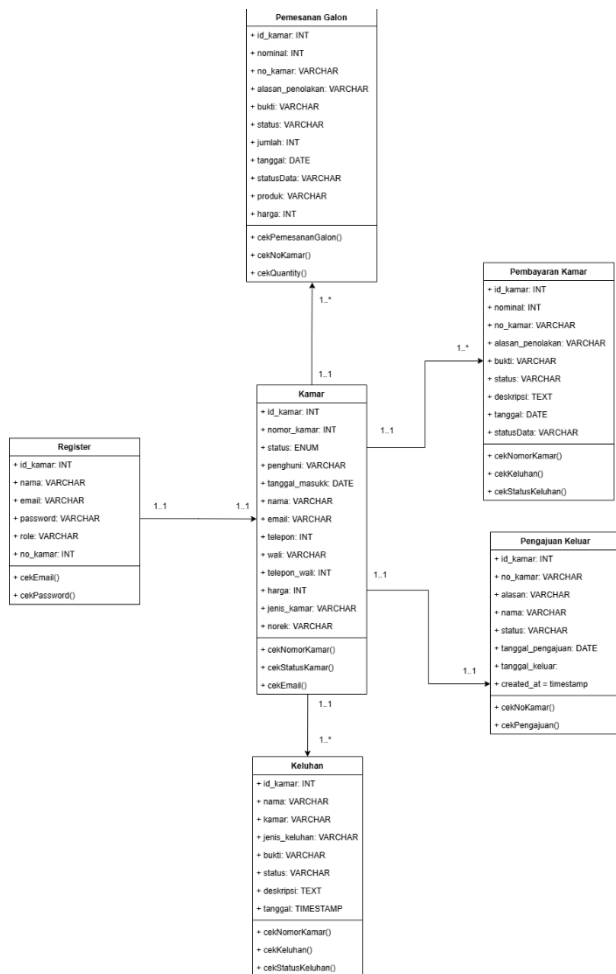 Pemesanan Galon
+ id_kamar: INT
+ nominal: INT
+ no_kamar: VARCHAR
+ alasan_penolakan: VARCHAR
+ bukti: VARCHAR
+ status: VARCHAR
+ jumlah: INT
+ tanggal: DATE
+ statusData: VARCHAR
+ produk: VARCHAR
+ harga: INT
+ cekPemesananGalon()
+ cekNoKamar()
+ cekQuantity()
1..*
1..1
Pembayaran Kamar
+ id_kamar: INT
+ nominal: INT
+ no_kamar: VARCHAR
+ alasan_penolakan: VARCHAR
+ bukti: VARCHAR
+ status: VARCHAR
+ deskripsi: TEXT
+ tanggal: DATE
+ statusData: VARCHAR
+ cekNomorKamar()
+ cekKeluhan()
+ cekStatusKeluhan()
1..*
1..1
Kamar
+ id_kamar: INT
+ nomor_kamar: INT
+ status: ENUM
+ penghuni: VARCHAR
+ tanggal_masukk: DATE
+ nama: VARCHAR
+ email: VARCHAR
+ telepon: INT
+ wali: VARCHAR
+ telepon_wali: INT
+ harga: INT
+ jenis_kamar: VARCHAR
+ norek: VARCHAR
+ cekNomorKamar()
+ cekStatusKamar()
+ cekEmail()
Register
+ id_kamar: INT
+ nama: VARCHAR
+ email: VARCHAR
+ password: VARCHAR
+ role: VARCHAR
+ no_kamar: INT
+ cekEmail()
+ cekPassword()
1..1
1..1
1..1
1..1
Pengajuan Keluar
+ id_kamar: INT
+ no_kamar: VARCHAR
+ alasan: VARCHAR
+ nama: VARCHAR
+ status: VARCHAR
+ tanggal_pengajuan: DATE
+ tanggal_keluar:
+ created_at = timestamp
+ cekNoKamar()
+ cekPengajuan()
1..1
1..*
Keluhan
+ id_kamar: INT
+ nama: VARCHAR
+ kamar: VARCHAR
+ jenis_keluhan: VARCHAR
+ bukti: VARCHAR
+ status: VARCHAR
+ deskripsi: TEXT
+ tanggal: TIMESTAMP
+ cekNomorKamar()
+ cekKeluhan()
+ cekStatusKeluhan()